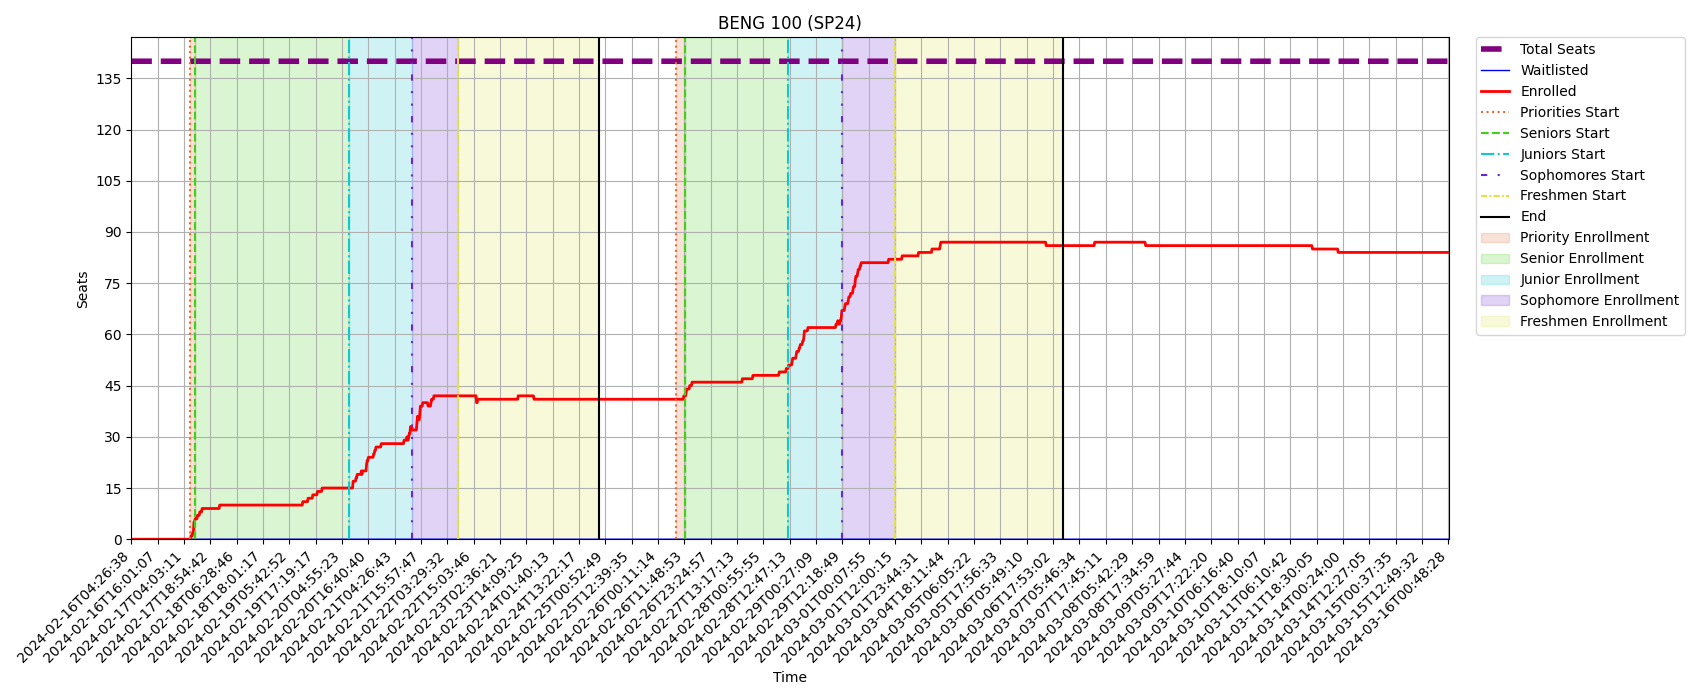 BENG 100 (SP24)
Seats
135
120
105
90
75
60
45
30
15
0
2024-02-16T04:26:38
2024-02-16T16:01:07
2024-02-17T04:03:11
2024-02-17T18:54:42
2024-02-18T06:28:46
2024-02-18T18:01:17
2024-02-19T05:42:52
2024-02-19T17:19:17
2024-02-20T04:55:23
2024-02-20T16:40:40
2024-02-21T04:26:43
2024-02-21T15:57:47
2024-02-22T03:29:32
2024-02-22T15:03:46
2024-02-23T02:36:21
2024-02-23T14:09:25
2024-02-24T01:40:13
2024-02-24T13:22:17
2024-02-25T00:52:49
2024-02-25T12:39:35
2024-02-26T00:11:14
2024-02-26T11:48:53
2024-02-26T23:24:57
2024-02-27T13:17:13
2024-02-28T00:55:55
2024-02-28T12:47:13
2024-02-29T00:27:09
2024-02-29T12:18:49
2024-03-01T00:07:55
2024-03-01T12:00:15
2024-03-01T23:44:31
2024-03-04T18:11:44
2024-03-05T06:05:22
2024-03-05T17:56:33
2024-03-06T05:49:10
2024-03-06T17:53:02
2024-03-07T05:46:34
2024-03-07T17:45:11
2024-03-08T05:42:29
2024-03-08T17:34:59
2024-03-09T05:27:44
2024-03-09T17:22:20
2024-03-10T06:16:40
2024-03-10T18:10:07
2024-03-11T06:10:42
2024-03-11T18:30:05
2024-03-14T00:24:00
2024-03-14T12:27:05
2024-03-15T00:37:35
2024-03-15T12:49:32
2024-03-16T00:48:28
Time
Total Seats
Waitlisted
Enrolled
Priorities Start
Seniors Start
Juniors Start
Sophomores Start
Freshmen Start
End
Priority Enrollment
Senior Enrollment
Junior Enrollment
Sophomore Enrollment
Freshmen Enrollment